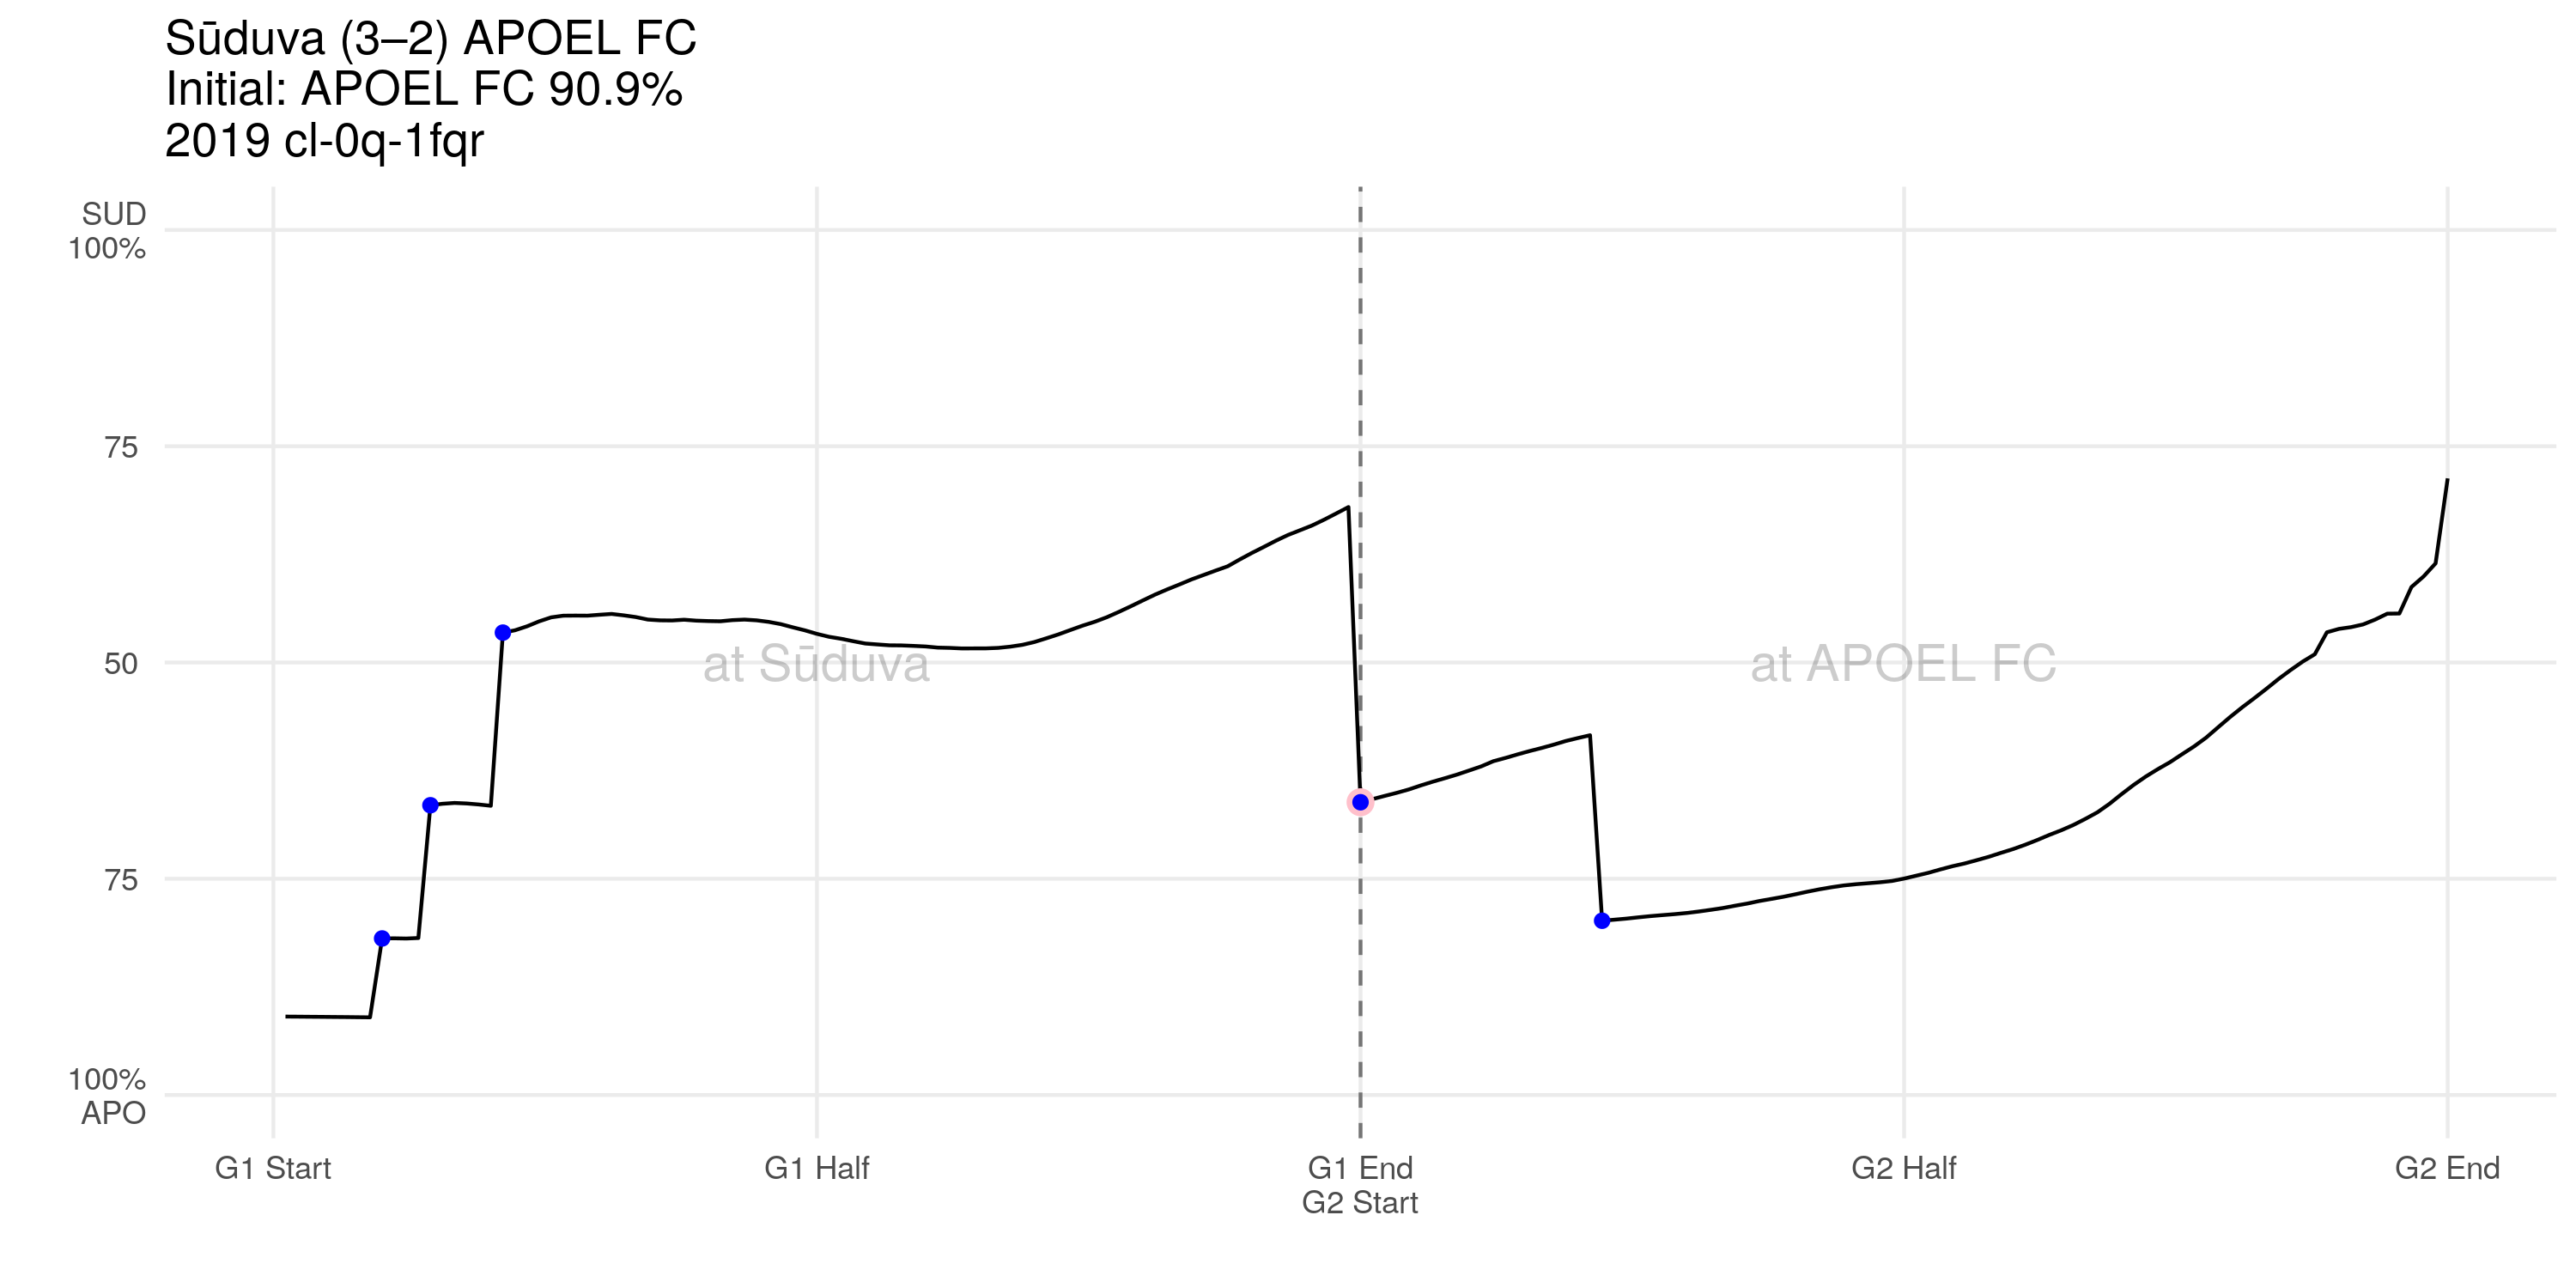 Sūduva (3–2) APOEL FC
Initial: APOEL FC 90.9%
2019 cl-0q-1fqr
SUD
100%
75
50
75
100%
APO
at Sūduva
at APOEL FC
G1 Start
G1 Half
G1 End
G2 Start
G2 Half
G2 End